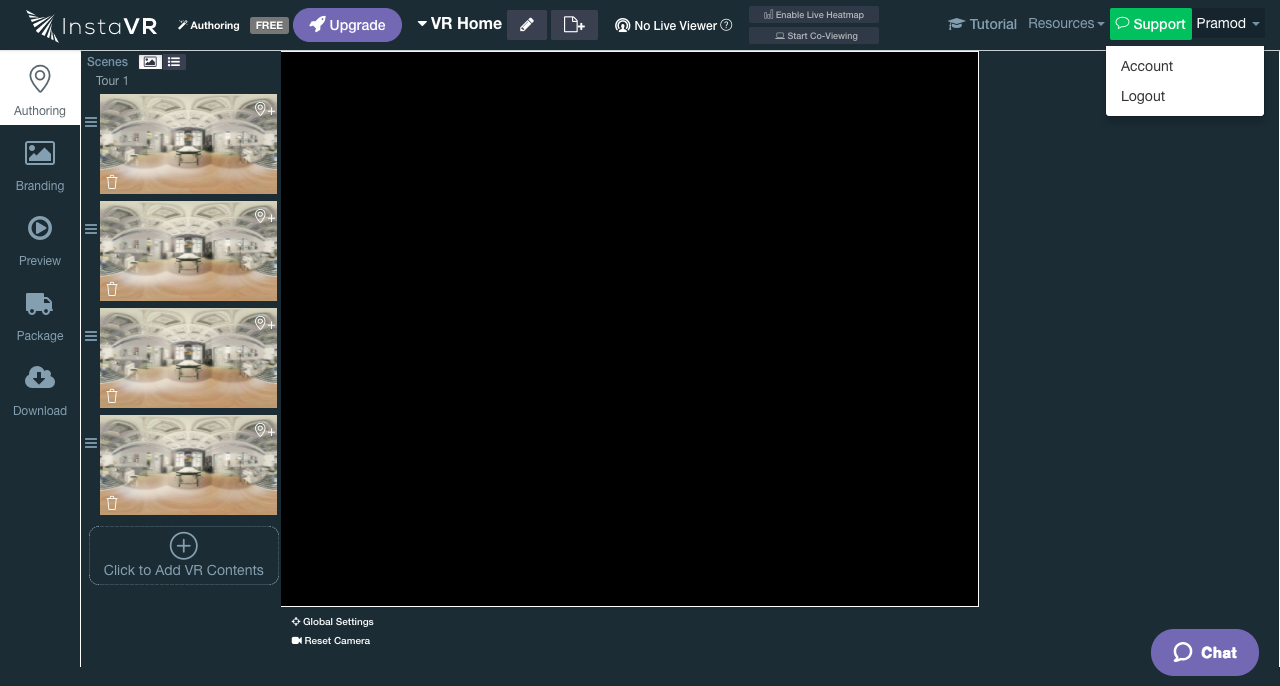 InstaVR
Authoring
FREE
Upgrade
VR Home
No Live Viewer
Enable Live Heatmap
Start Co-Viewing
Tutorial
Resources
Support
Pramod
Account
Logout
Authoring
Branding
Preview
Package
Download
Scenes
Tour 1
Click to Add VR Contents
Global Settings
Reset Camera
Chat